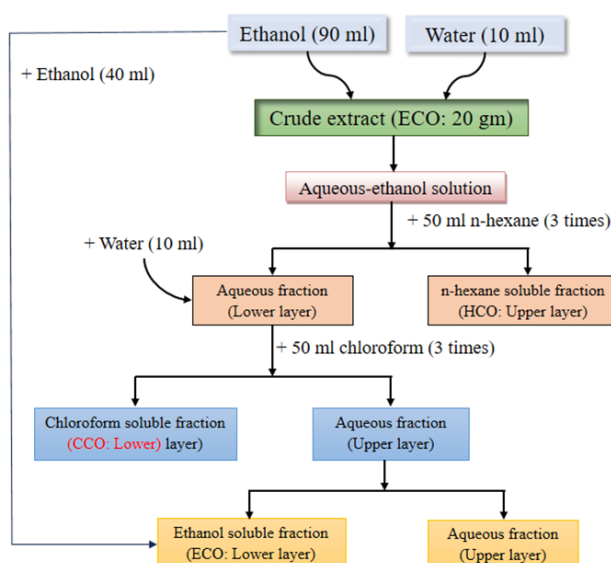 Ethanol (90 ml)
Water (10 ml)
+ Ethanol (40 ml)
Crude extract (ECO: 20 gm)
Aqueous-ethanol solution
+ 50 ml n-hexane (3 times)
+ Water (10 ml)
Aqueous fraction
(Lower layer)
n-hexane soluble fraction
(HCO: Upper layer)
+ 50 ml chloroform (3 times)
Chloroform soluble fraction
(CCO: Lower) layer)
Aqueous fraction
(Upper layer)
Ethanol soluble fraction
(ECO: Lower layer)
Aqueous fraction
(Upper layer)